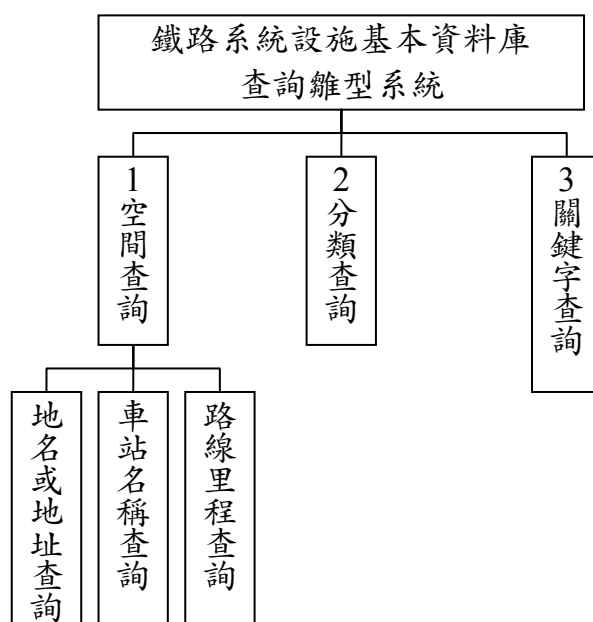 鐵路系統設施基本資料庫
查詢雛型系統
1空間查詢
2分類查詢
3關鍵字查詢
地名或地址查詢
車站名稱查詢
路線里程查詢